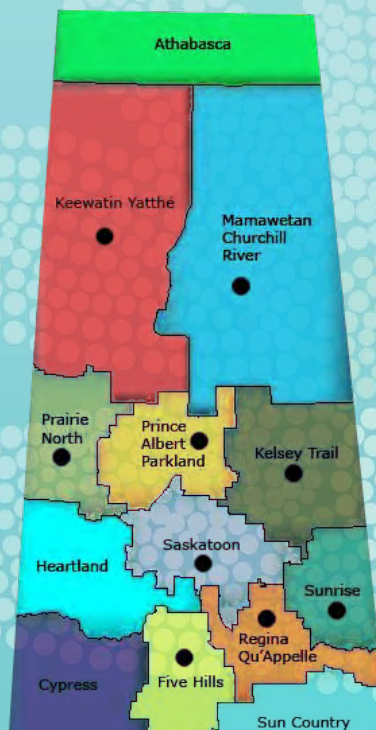 Athabasca
Keewatin Yatthé
Mamawetan
Churchill
River
Prairie
North
Prince
Albert
Parkland
Kelsey Trail
Saskatoon
Heartland
Sunrise
Regina
Qu'Appelle
Cypress
Five Hills
Sun Country